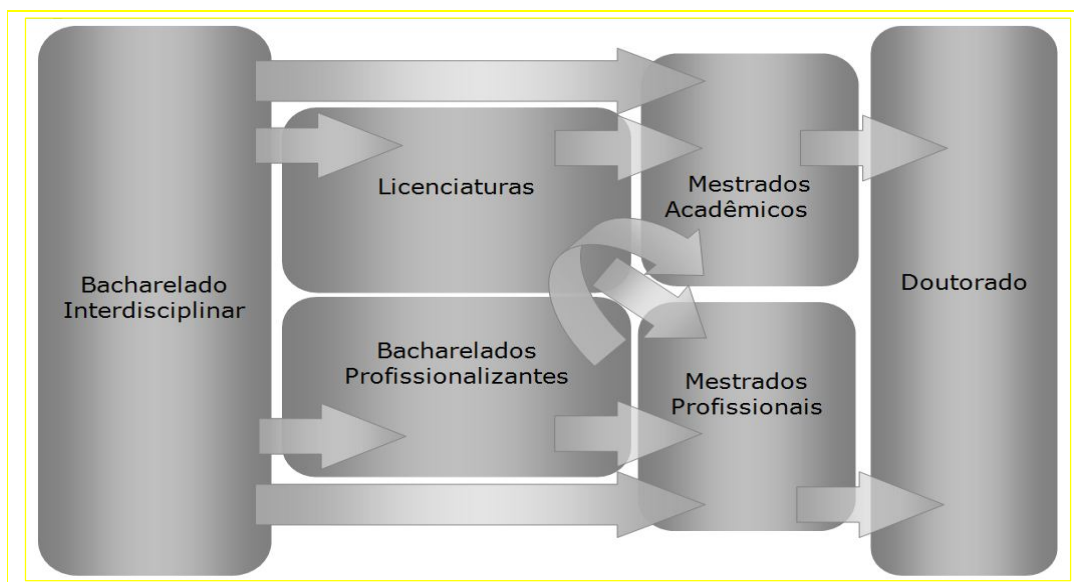 Bacharelado
Interdisciplinar
Licenciaturas
Bacharelados
Profissionalizantes
Mestrados
Acadêmicos
Mestrados
Profissionais
Doutorado